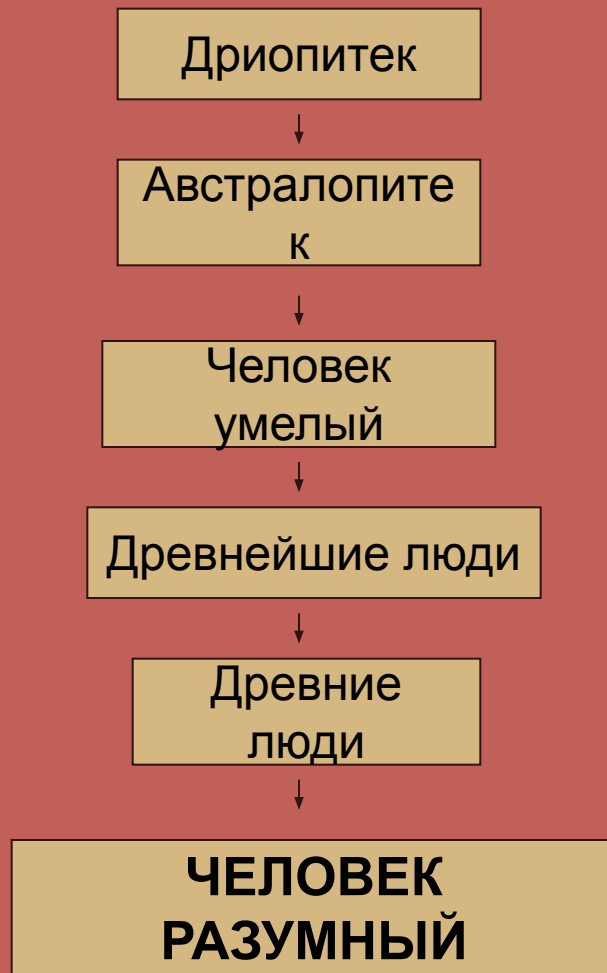 Дриопитек
Австралопите
к
Человек
умелый
Древнейшие люди
Древние
люди
ЧЕЛОВЕК
РАЗУМНЫЙ